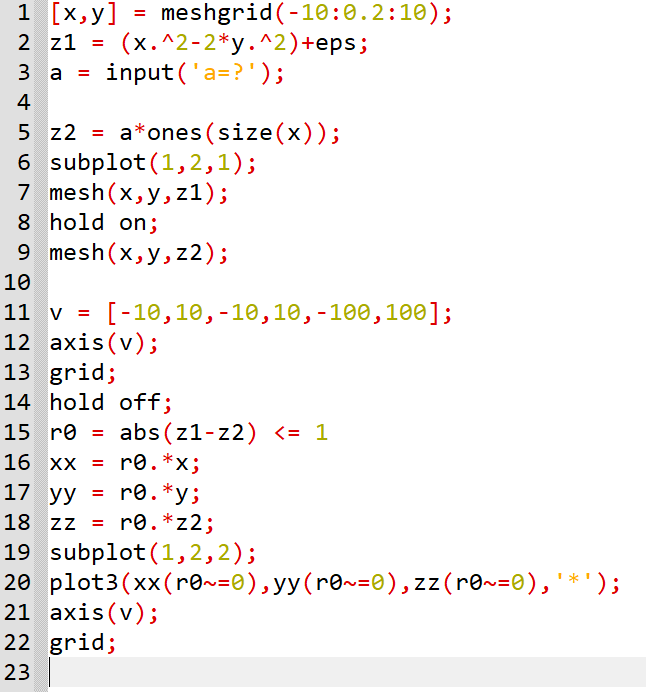 1 [x,y] = meshgrid(-10:0.2:10);
2 z1 = (x.^2-2*y.^2)+eps;
3 a = input('a=?');
4
5 z2 = a*ones(size(x));
6 subplot(1,2,1);
7 mesh(x,y,z1);
8 hold on;
9 mesh(x,y,z2);
10
11 v = [-10,10,-10,10,-100,100];
12 axis(v);
13 grid;
14 hold off;
15 r0 = abs(z1-z2) <= 1
16 xx = r0.*x;
17 yy = r0.*y;
18 zz = r0.*z2;
19 subplot(1,2,2);
20 plot3(xx(r0~=0),yy(r0~=0),zz(r0~=0),'*');
21 axis(v);
22 grid;
23